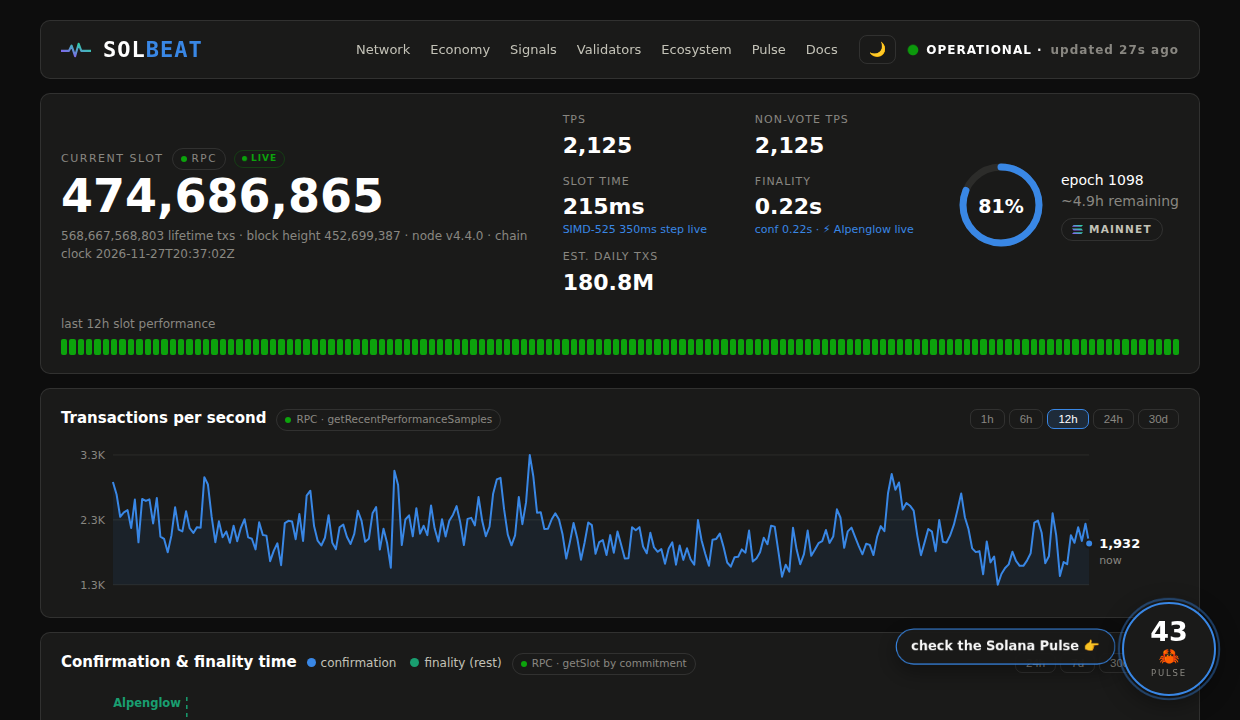 SOLBEAT
Network Economy Signals Validators Ecosystem Pulse Docs
OPERATIONAL · updated 27s ago
CURRENT SLOT RPC LIVE
474,686,865
568,667,568,803 lifetime txs · block height 452,699,387 · node v4.4.0 · chain
clock 2026-11-27T20:37:02Z
TPS
2,125
NON-VOTE TPS
2,125
SLOT TIME
215ms
SIMD-525 350ms step live
FINALITY
0.22s
conf 0.22s · ⚡ Alpenglow live
EST. DAILY TXS
180.8M
81%
epoch 1098
~4.9h remaining
MAINNET
last 12h slot performance
Transactions per second RPC · getRecentPerformanceSamples
1h 6h 12h 24h 30d
3.3K
2.3K
1.3K
1,932
now
Confirmation & finality time confirmation finality (rest) RPC · getSlot by commitment
Alpenglow
check the Solana Pulse 👉
43
🦀
PULSE